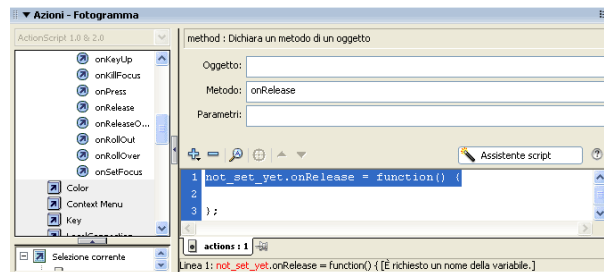 Azioni - Fotogramma
ActionScript 1.0 & 2.0
onKeyUp
onKillFocus
onPress
onRelease
onReleaseO...
onRollOut
onRollOver
onSetFocus
Color
Context Menu
Key
LocalConnection
Selezione corrente
method : Dichiara un metodo di un oggetto
Oggetto:
Metodo: onRelease
Parametri:
Assistente script
1 not_set_yet.onRelease = function() {
2
3 };
actions : 1
Linea 1: not_set_yet.onRelease = function() { [È richiesto un nome della variabile.]